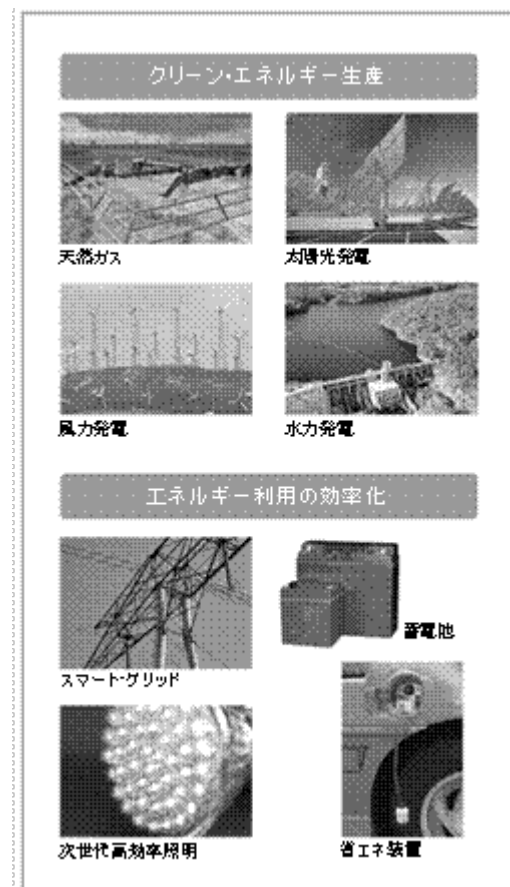 クリーン・エネルギー生産
天然ガス
太陽光発電
風力発電
水力発電
エネルギー利用の効率化
スマート・グリッド
蓄電池
次世代高効率照明
省エネ装置